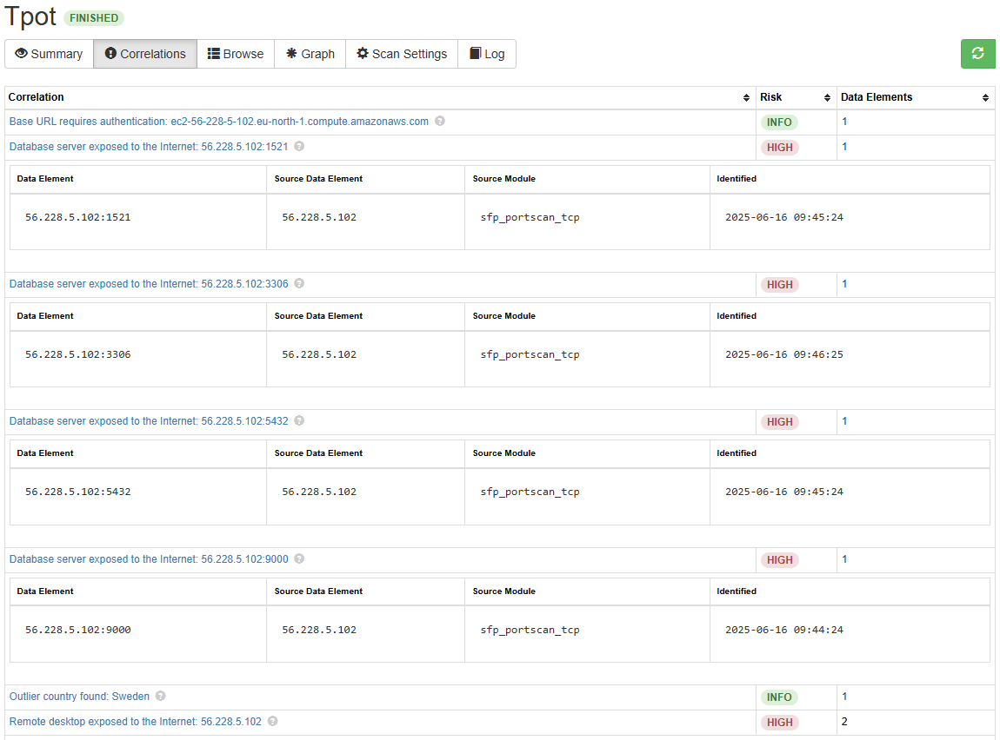 Tpot FINISHED
Summary Correlations Browse Graph Scan Settings Log
Correlation Risk Data Elements
Base URL requires authentication: ec2-56-228-5-102.eu-north-1.compute.amazonaws.com ? INFO 1
Database server exposed to the Internet: 56.228.5.102:1521 ? HIGH 1
Data Element Source Data Element Source Module Identified
56.228.5.102:1521 56.228.5.102 sfp_portscan_tcp 2025-06-16 09:45:24
Database server exposed to the Internet: 56.228.5.102:3306 ? HIGH 1
Data Element Source Data Element Source Module Identified
56.228.5.102:3306 56.228.5.102 sfp_portscan_tcp 2025-06-16 09:46:25
Database server exposed to the Internet: 56.228.5.102:5432 ? HIGH 1
Data Element Source Data Element Source Module Identified
56.228.5.102:5432 56.228.5.102 sfp_portscan_tcp 2025-06-16 09:45:24
Database server exposed to the Internet: 56.228.5.102:9000 ? HIGH 1
Data Element Source Data Element Source Module Identified
56.228.5.102:9000 56.228.5.102 sfp_portscan_tcp 2025-06-16 09:44:24
Outlier country found: Sweden ? INFO 1
Remote desktop exposed to the Internet: 56.228.5.102 ? HIGH 2